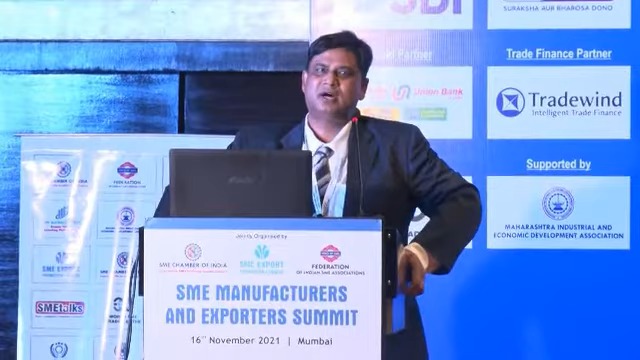 SBI
SURAKSHA AUR BHAROSA DONO
Partner
Trade Finance Partner
Union Bank
Tradewind
Intelligent Trade Finance
Supported by
MAHARASHTRA INDUSTRIAL AND
ECONOMIC DEVELOPMENT ASSOCIATION
SMEtalks
Jointly Organised by
SME CHAMBER OF INDIA
SME EXPORT
FEDERATION
OF INDIAN SME ASSOCIATIONS
SME MANUFACTURERS
AND EXPORTERS SUMMIT
16TH November 2021 | Mumbai